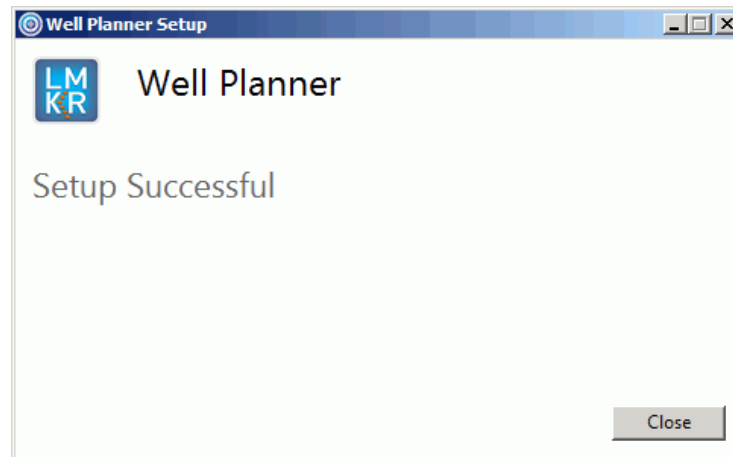 Well Planner Setup
LM
KR
Well Planner
Setup Successful
Close